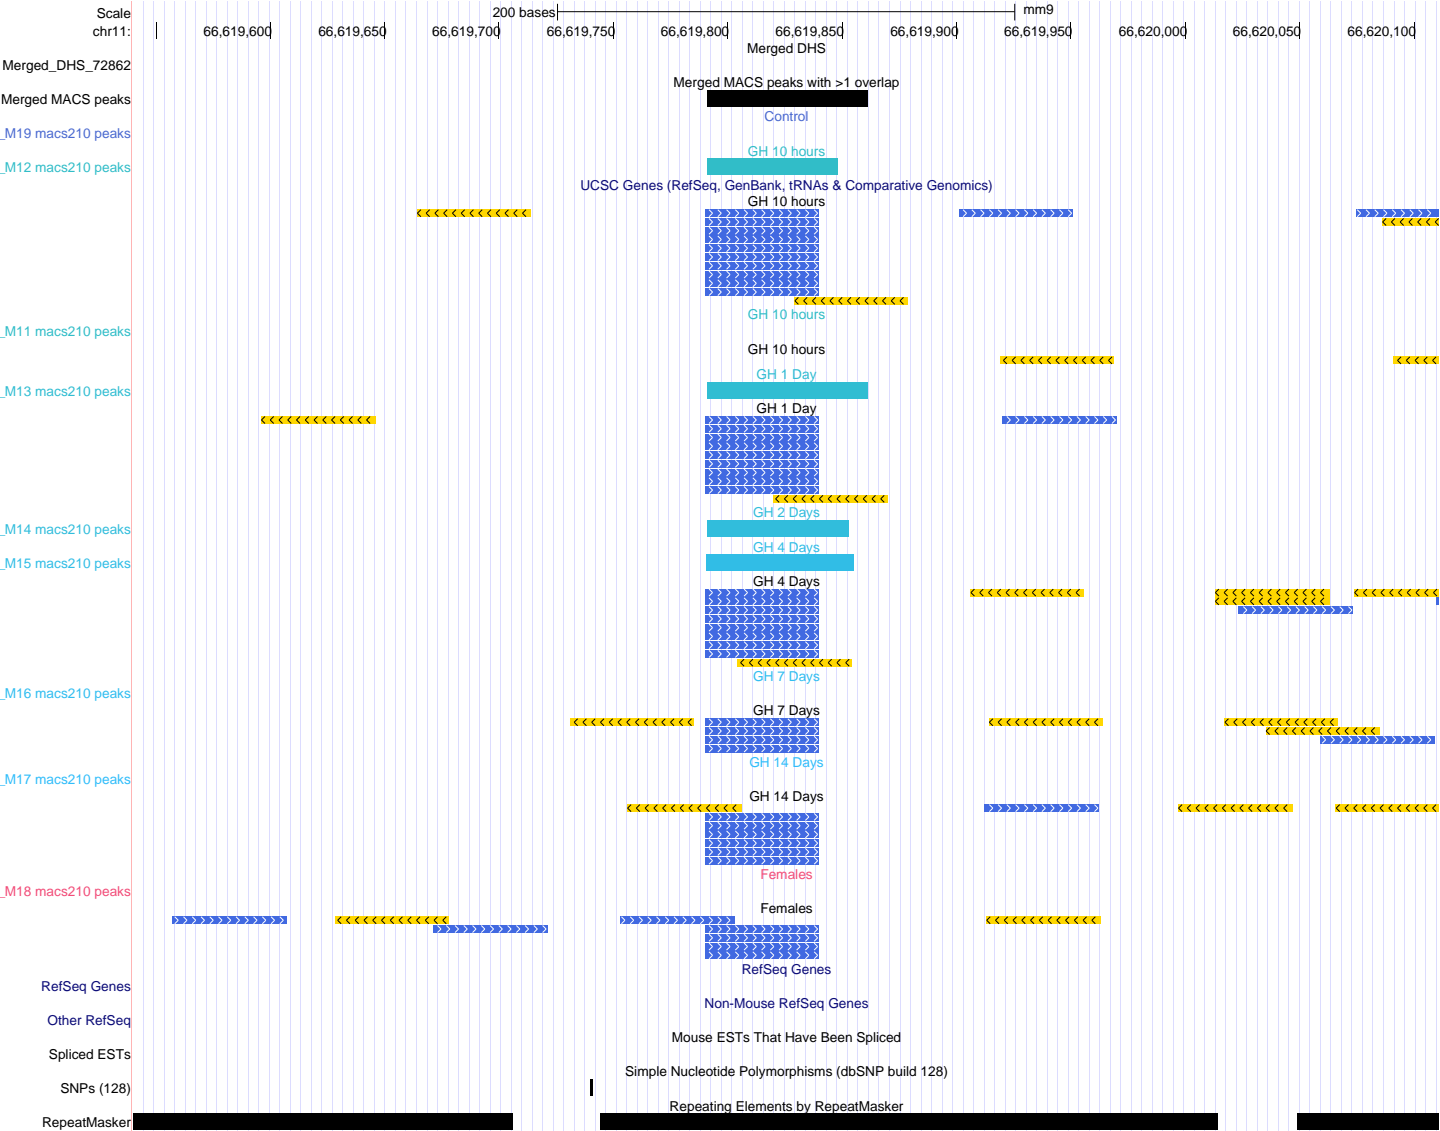 Scale 200 bases mm9
chr11: 66,619,600 66,619,650 66,619,700 66,619,750 66,619,800 66,619,850 66,619,900 66,619,950 66,620,000 66,620,050 66,620,100
Merged DHS
Merged_DHS_72862
Merged MACS peaks with >1 overlap
Merged MACS peaks
Control
_M19 macs210 peaks
GH 10 hours
_M12 macs210 peaks
UCSC Genes (RefSeq, GenBank, tRNAs & Comparative Genomics)
GH 10 hours
GH 10 hours
_M11 macs210 peaks
GH 10 hours
GH 1 Day
_M13 macs210 peaks
GH 1 Day
GH 2 Days
_M14 macs210 peaks
GH 4 Days
_M15 macs210 peaks
GH 4 Days
GH 7 Days
_M16 macs210 peaks
GH 7 Days
GH 14 Days
_M17 macs210 peaks
GH 14 Days
Females
_M18 macs210 peaks
Females
RefSeq Genes
RefSeq Genes
Non-Mouse RefSeq Genes
Other RefSeq
Mouse ESTs That Have Been Spliced
Spliced ESTs
Simple Nucleotide Polymorphisms (dbSNP build 128)
SNPs (128)
Repeating Elements by RepeatMasker
RepeatMasker